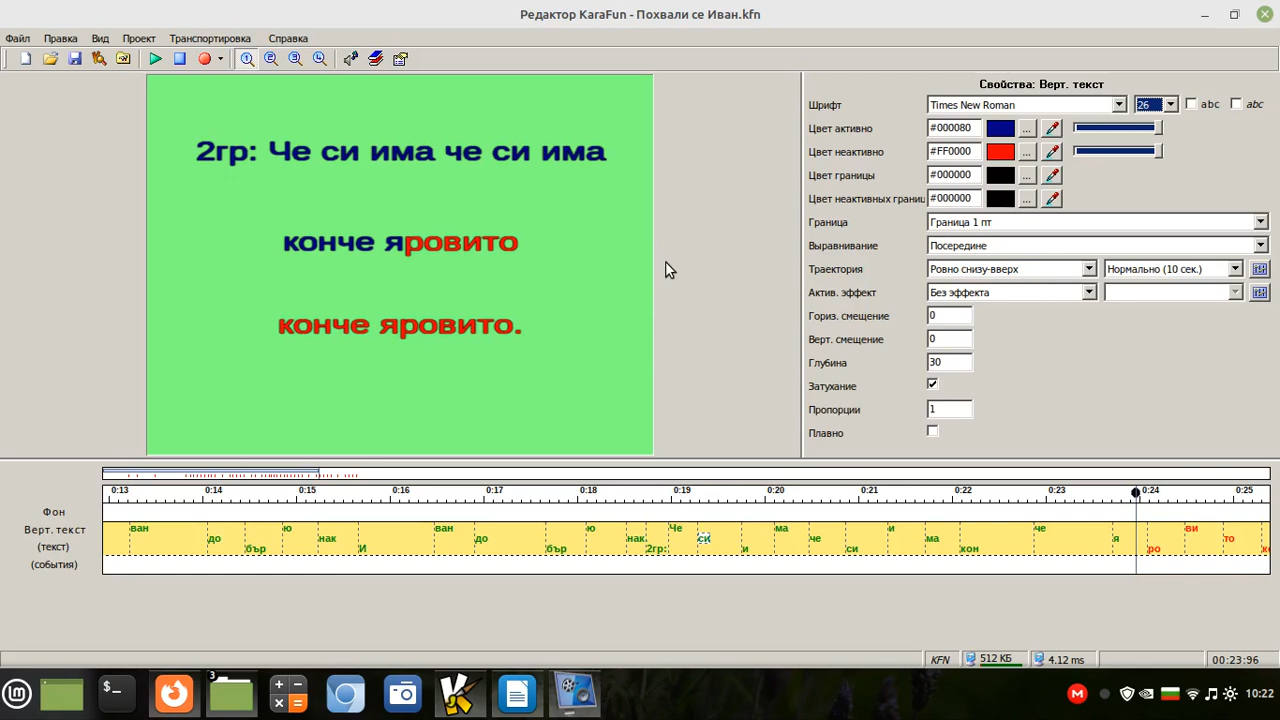 Редактор KaraFun - Похвали се Иван.kfn
Файл Правка Вид Проект Транспортировка Справка
2гр: Че си има че си има
конче яровито
конче яровито.
Свойства: Верт. текст
Шрифт Times New Roman 26 abc abc
Цвет активно #000080 ...
Цвет неактивно #FF0000 ...
Цвет границы #000000 ...
Цвет неактивных границ #000000 ...
Граница Граница 1 пт
Выравнивание Посередине
Траектория Ровно снизу-вверх Нормально (10 сек.)
Актив. эффект Без эффекта
Гориз. смещение 0
Верт. смещение 0
Глубина 30
Затухание
Пропорции 1
Плавно
0:13 0:14 0:15 0:16 0:17 0:18 0:19 0:20 0:21 0:22 0:23 0:24 0:25
Фон
Верт.текст
(текст)
(события)
ван ю ван ю Че ма и че ви
до нак до нак си че ма я то
бър И бър 2гр: и си кон ро
KFN 512 КБ 4.12 ms 00:23:96
3
M 10:22